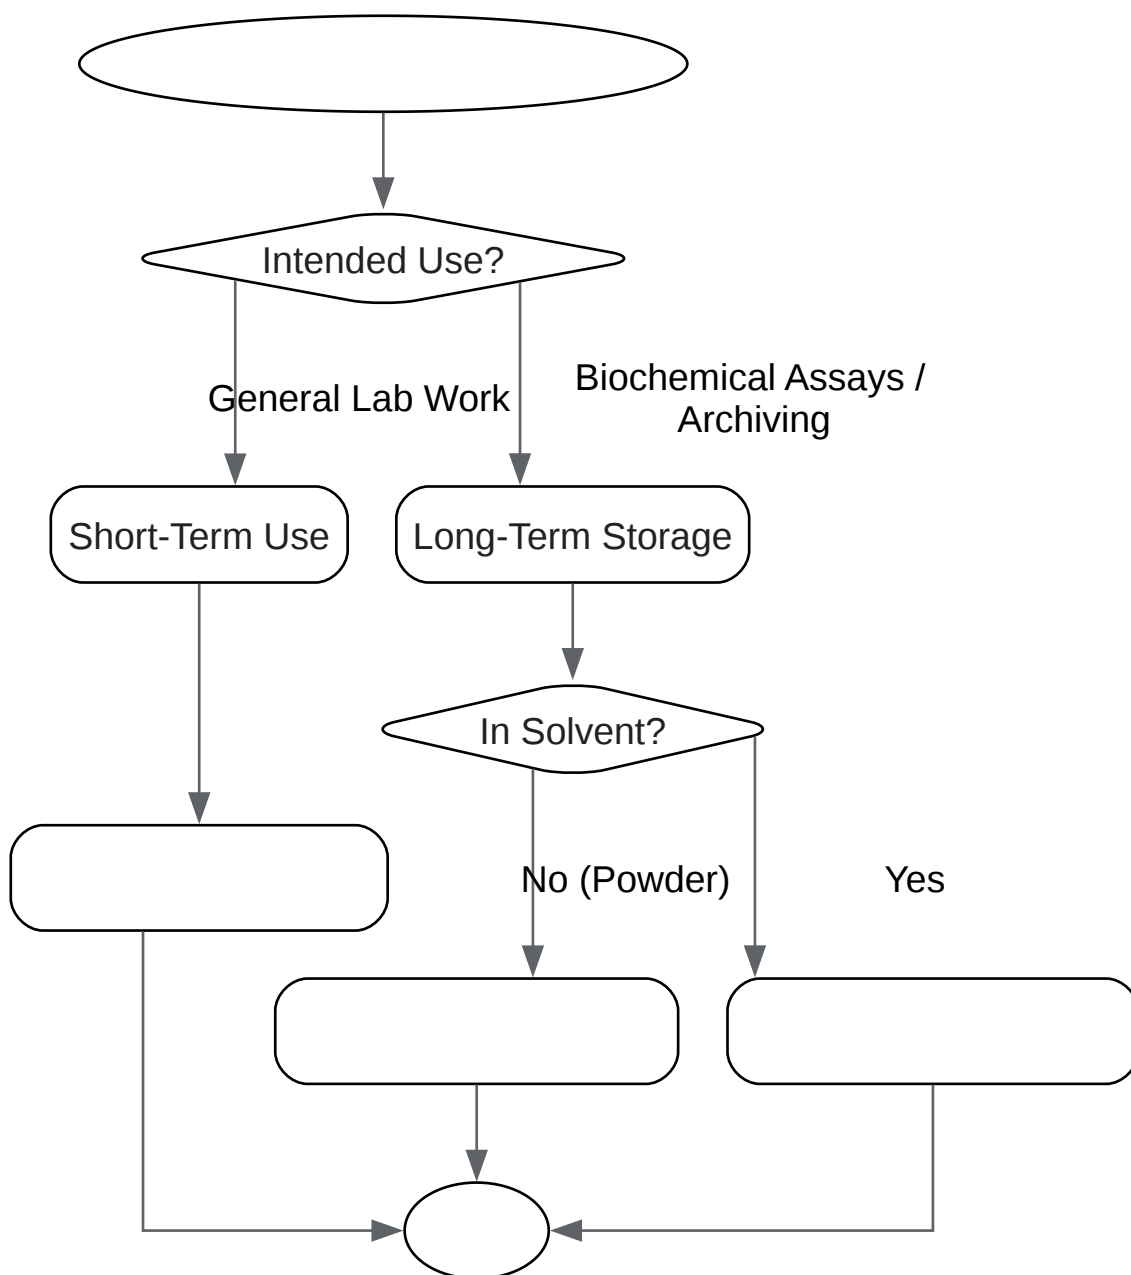 Intended Use?
General Lab Work
Biochemical Assays /
Archiving
Short-Term Use
Long-Term Storage
In Solvent?
No (Powder)
Yes